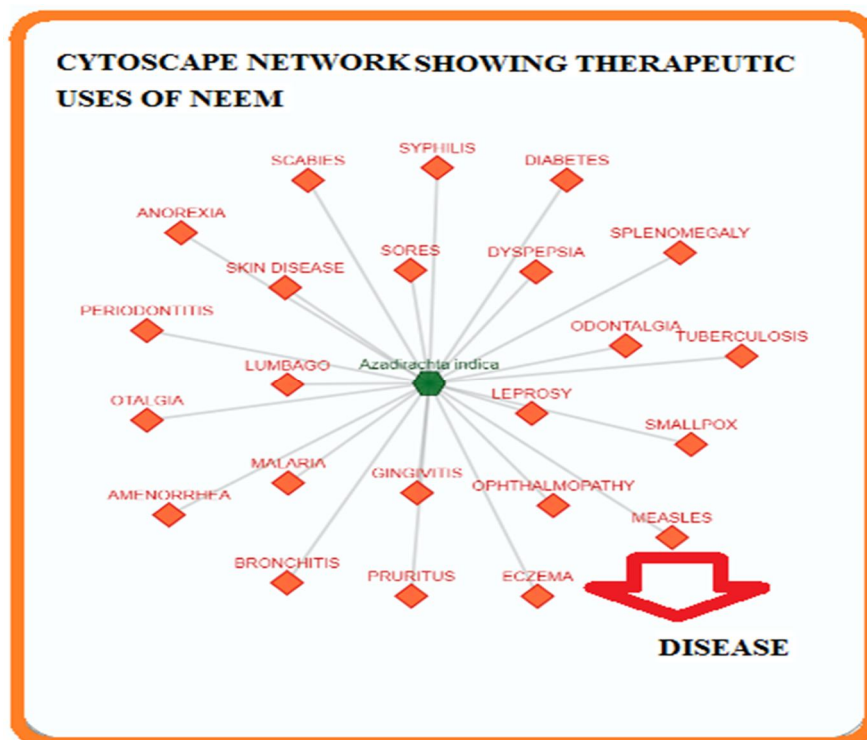 CYTOSCAPE NETWORK SHOWING THERAPEUTIC
USES OF NEEM
SYPHILIS
SCABIES
DIABETES
ANOREXIA
SPLENOMEGALY
SORES
DYSPEPSIA
SKIN DISEASE
PERIODONTITIS
ODONTALGIA
TUBERCULOSIS
LUMBAGO
Azadirachta indica
OTALGIA
LEPROSY
SMALLPOX
MALARIA
GINGIVITIS
OPHTHALMOPATHY
AMENORRHEA
MEASLES
BRONCHITIS
PRURITUS
ECZEMA
DISEASE